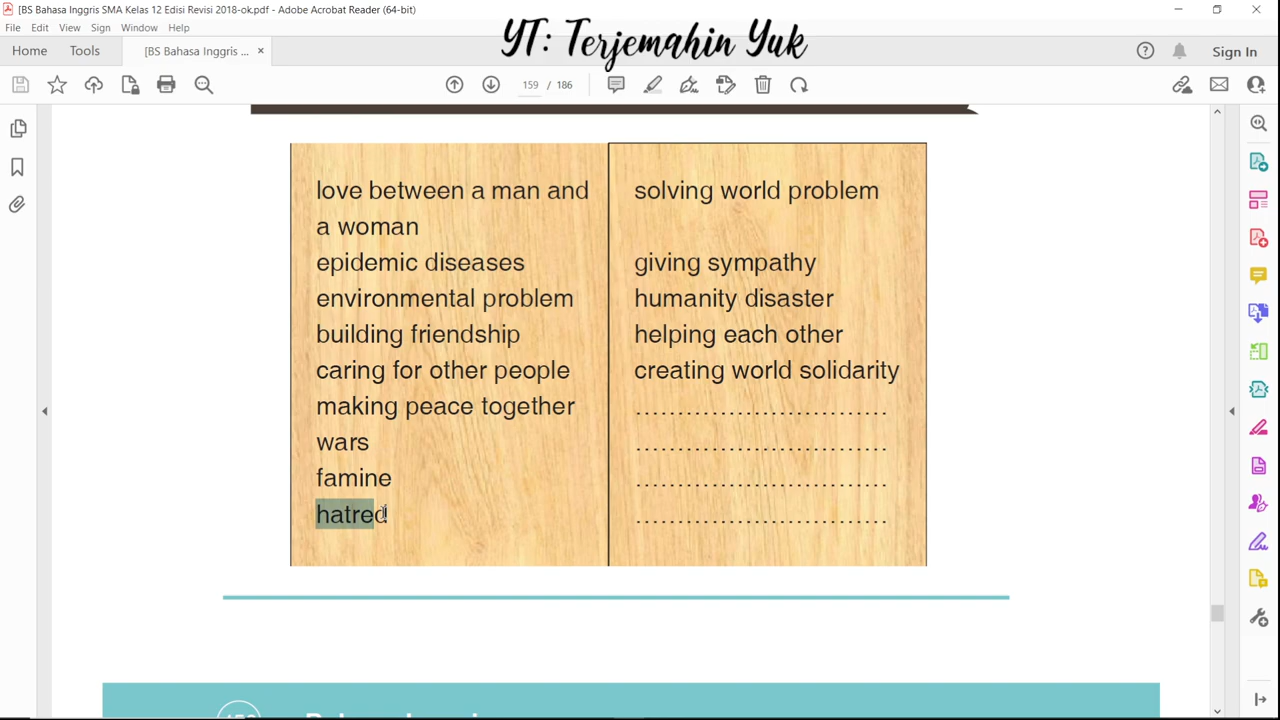 [BS Bahasa Inggris SMA Kelas 12 Edisi Revisi 2018-ok.pdf - Adobe Acrobat Reader (64-bit)
File Edit View Sign Window Help
YT: Terjemahin Yuk
Home Tools [BS Bahasa Inggris ... × Sign In
159 / 186
love between a man and
a woman
epidemic diseases
environmental problem
building friendship
caring for other people
making peace together
wars
famine
hatred
solving world problem
giving sympathy
humanity disaster
helping each other
creating world solidarity
..............................
..............................
..............................
..............................